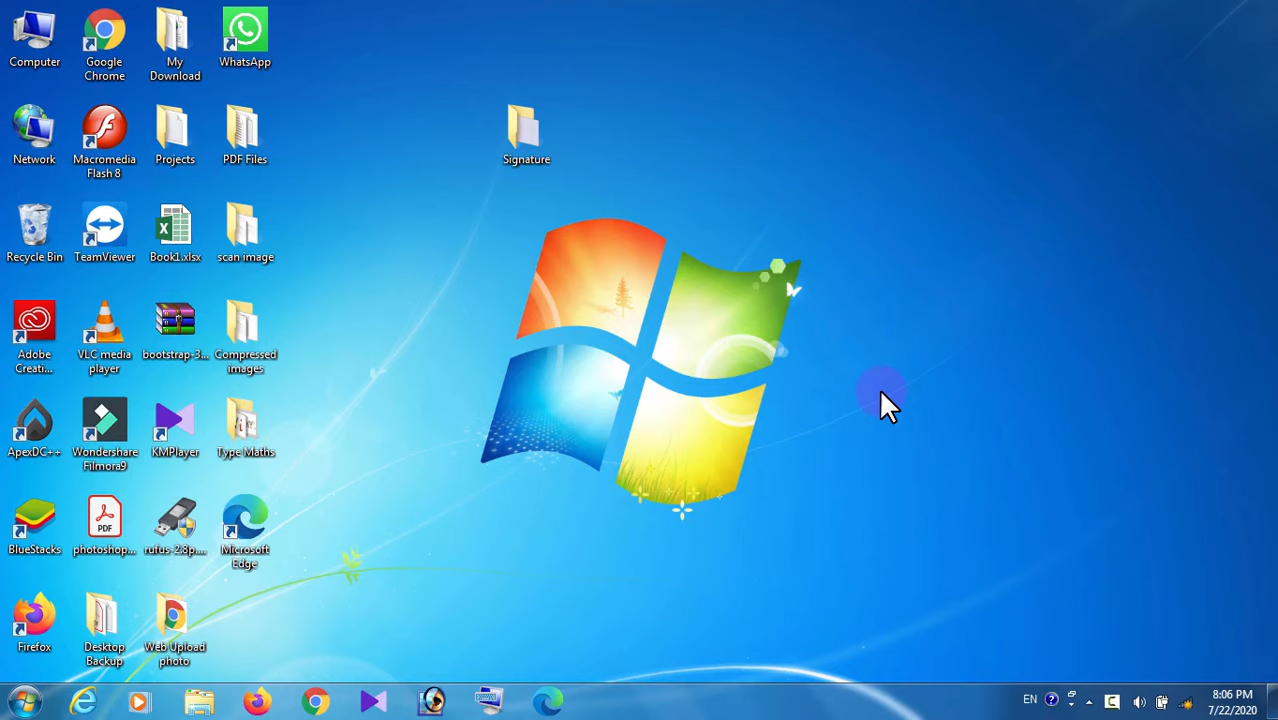 Computer
Google
Chrome
My
Download
WhatsApp
Network
Macromedia
Flash 8
Projects
PDF Files
Signature
Recycle Bin
TeamViewer
Book1.xlsx
scan image
Adobe
Creati...
VLC media
player
bootstrap-3...
Compressed
images
ApexDC++
Wondershare
Filmora9
KMPlayer
Type Maths
BlueStacks
PDF
photoshop...
rufus-2.8p....
Microsoft
Edge
Firefox
Desktop
Backup
Web Upload
photo
EN
8:06 PM
7/22/2020